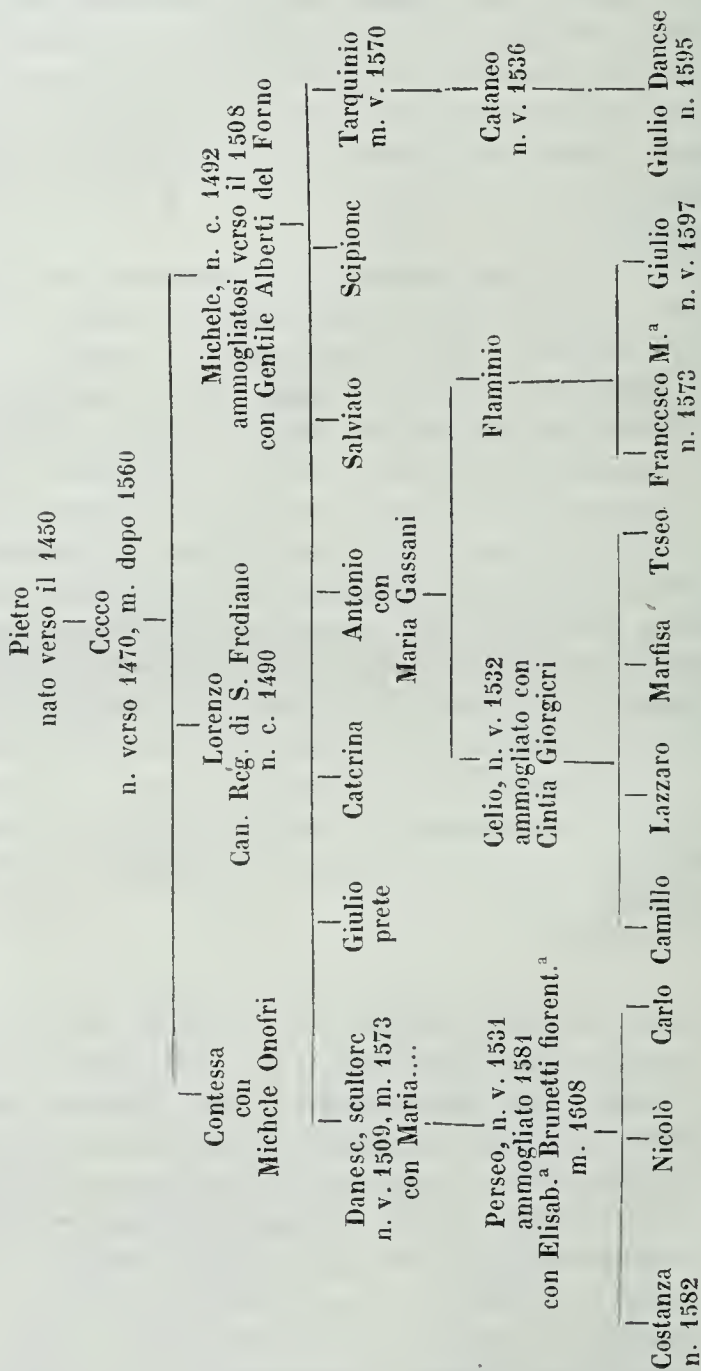 Pietro
nato verso il 1450
Cecco
n. verso 1470, m. dopo 1560
Contessa
con
Michele Onofri
Lorenzo
Can. Reg. di S. Frediano
n. c. 1490
Michele, n. c. 1492
ammogliatosi verso il 1508
con Gentile Alberti del Forno
Danese, scultore
n. v. 1509, m. 1573
con Maria....
Giulio
prete
Caterina
Antonio
con
Maria Gassani
Salviato
Scipione
Tarquinio
m. v. 1570
Perseo, n. v. 1531
ammogliato 1581
con Elisab.ª Brunetti fiorent.ª
m. 1608
Celio, n. v. 1532
ammogliato con
Cintia Giorgieri
Flaminio
Cataneo
n. v. 1536
Costanza
n. 1582
Nicolò
Carlo
Camillo
Lazzaro
Marfisa
Teseo
Francesco M.ª
n. 1573
Giulio
n. v. 1597
Giulio Danese
n. 1595